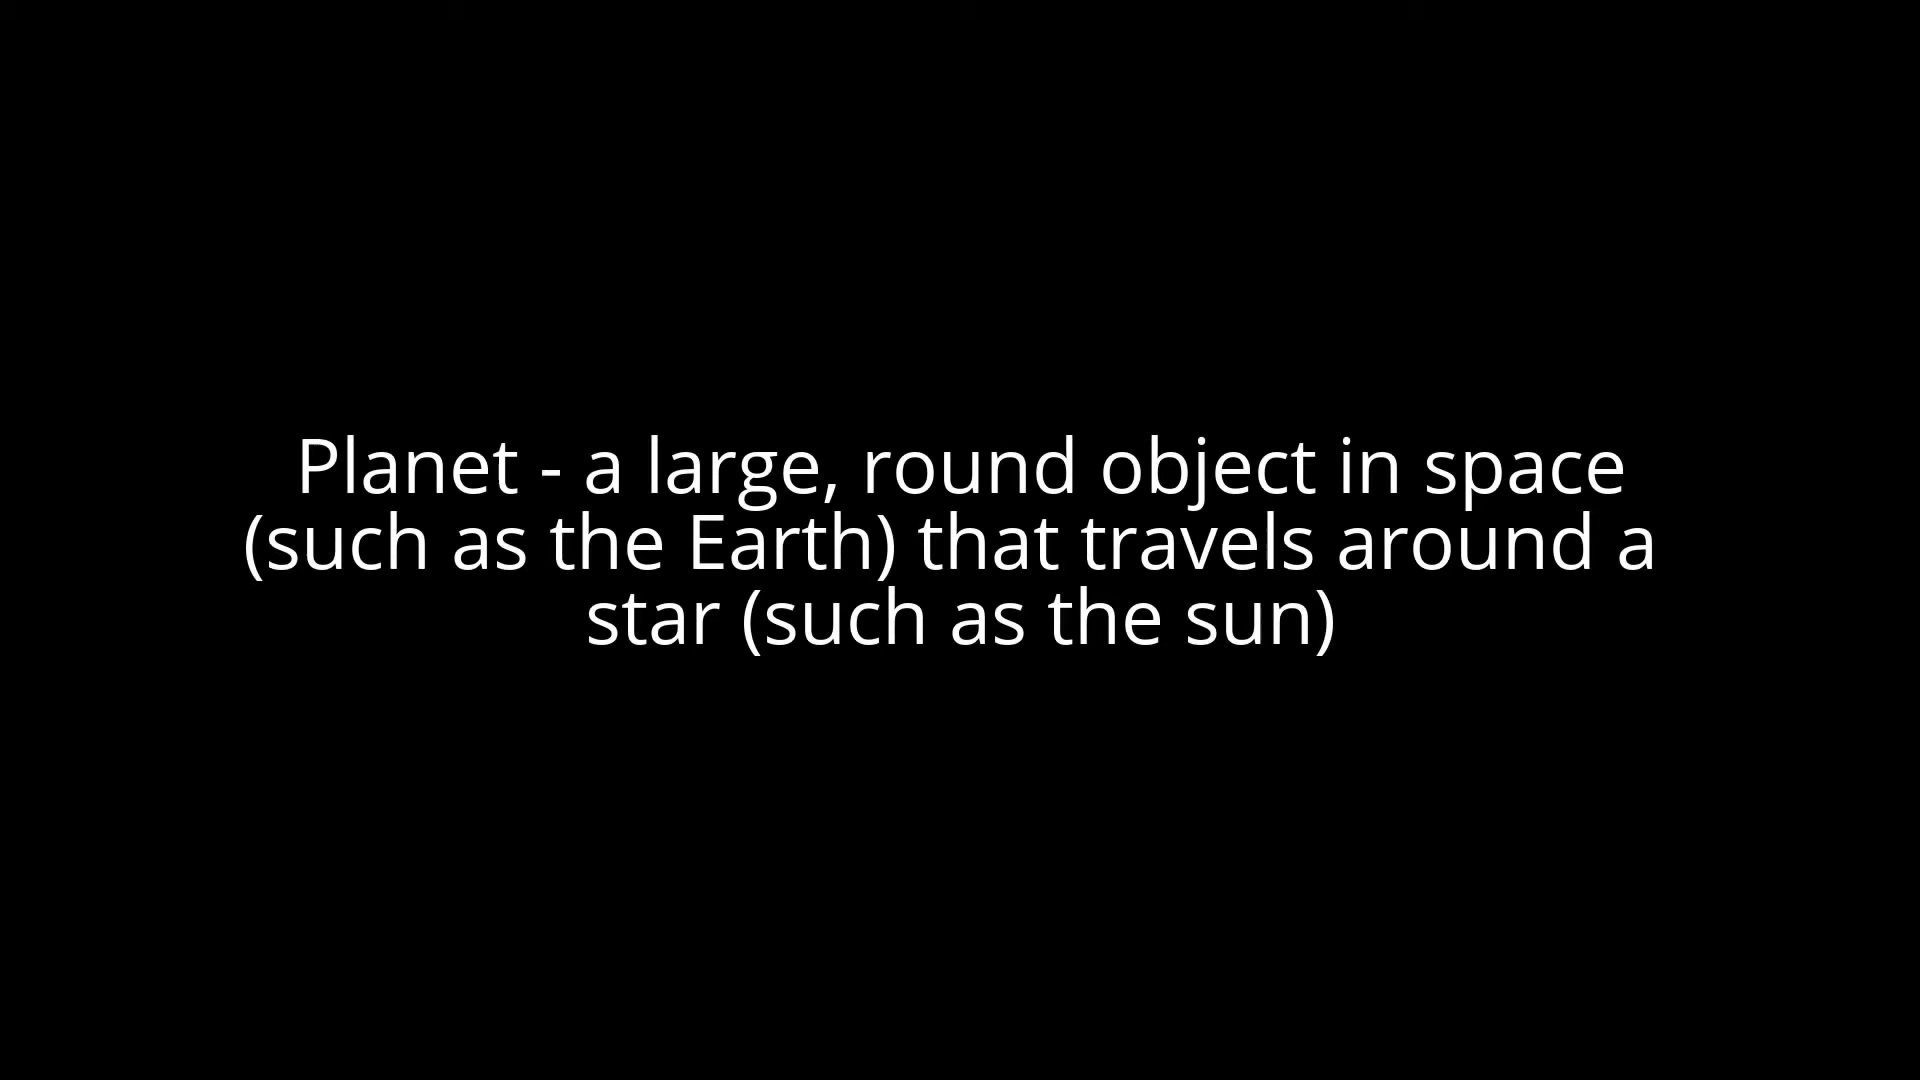 Planet - a large, round object in space
(such as the Earth) that travels around a
star (such as the sun)